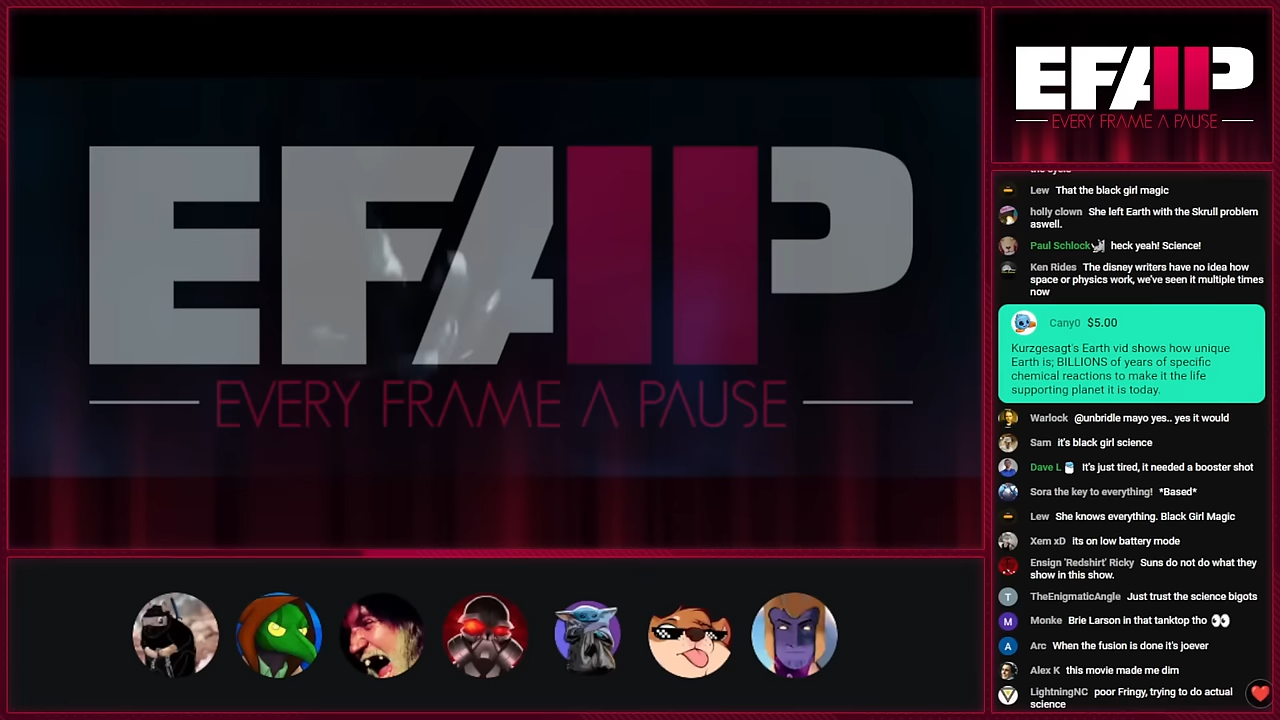 EFAP
EVERY FRAME A PAUSE
EFAP
EVERY FRAME A PAUSE
the cycle
Lew That the black girl magic
holly clown She left Earth with the Skrull problem
aswell.
Paul Schlock heck yeah! Science!
Ken Rides The disney writers have no idea how
space or physics work, we've seen it multiple times
now
Cany0 $5.00
Kurzgesagt's Earth vid shows how unique
Earth is; BILLIONS of years of specific
chemical reactions to make it the life
supporting planet it is today.
Warlock @unbridle mayo yes.. yes it would
Sam it's black girl science
Dave L It's just tired, it needed a booster shot
Sora the key to everything! *Based*
Lew She knows everything. Black Girl Magic
Xem xD its on low battery mode
Ensign 'Redshirt' Ricky Suns do not do what they
show in this show.
T TheEnigmaticAngle Just trust the science bigots
M Monke Brie Larson in that tanktop tho 👀
A Arc When the fusion is done it's joever
Alex K this movie made me dim
LightningNC poor Fringy, trying to do actual
science